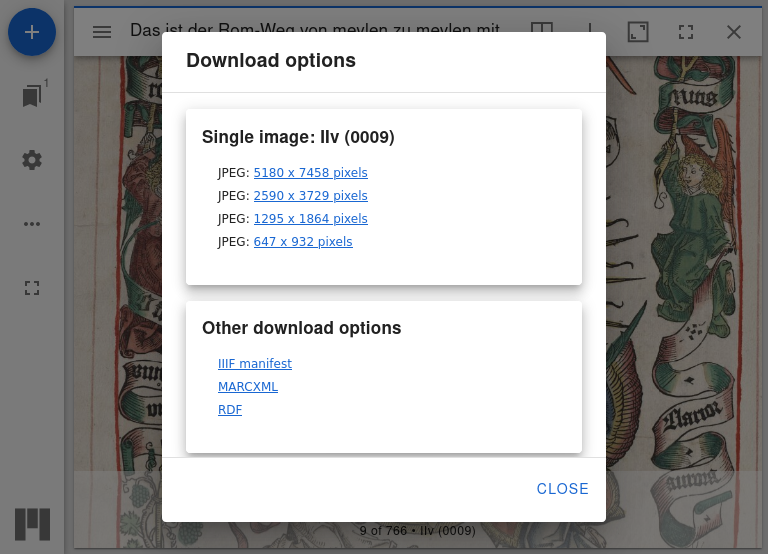 Das ist der Rom-Weg von meylen zu meylen mit
1
Download options
Single image: IIv (0009)
JPEG: 5180 x 7458 pixels
JPEG: 2590 x 3729 pixels
JPEG: 1295 x 1864 pixels
JPEG: 647 x 932 pixels
Other download options
IIIF manifest
MARCXML
RDF
CLOSE
9 of 766 • IIv (0009)